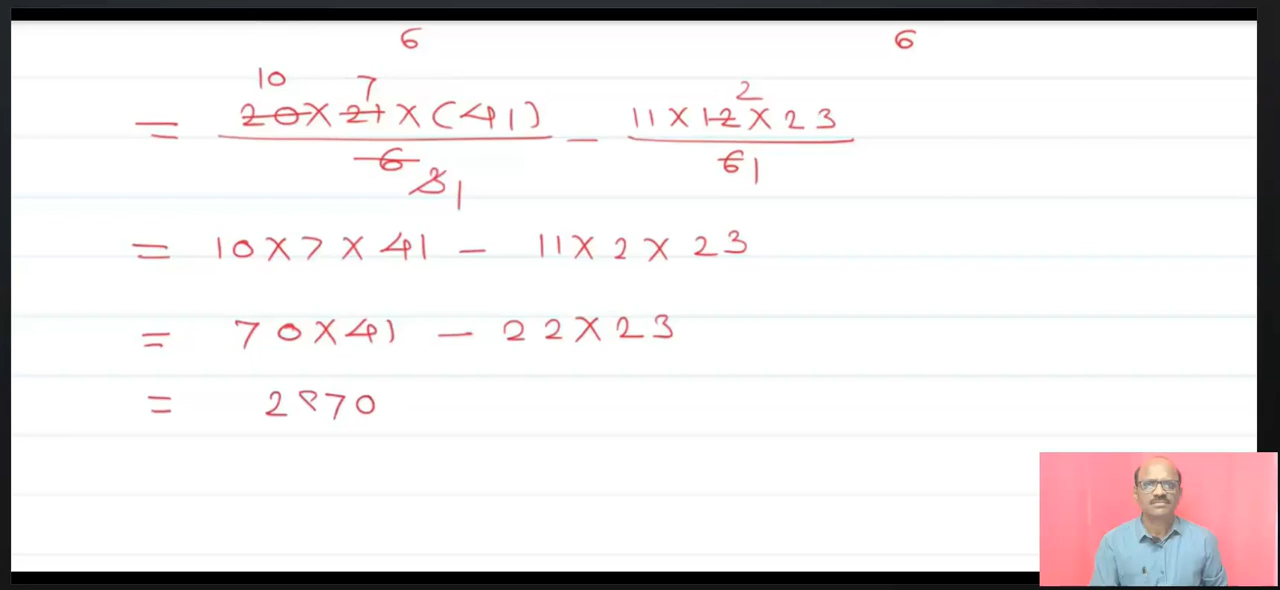 6 6
10 7 2
= 20 × 21 × (41) − 11 × 12 × 23
6 3 1 6 1
= 10 × 7 × 41 − 11 × 2 × 23
= 70 × 41 − 22 × 23
= 2870